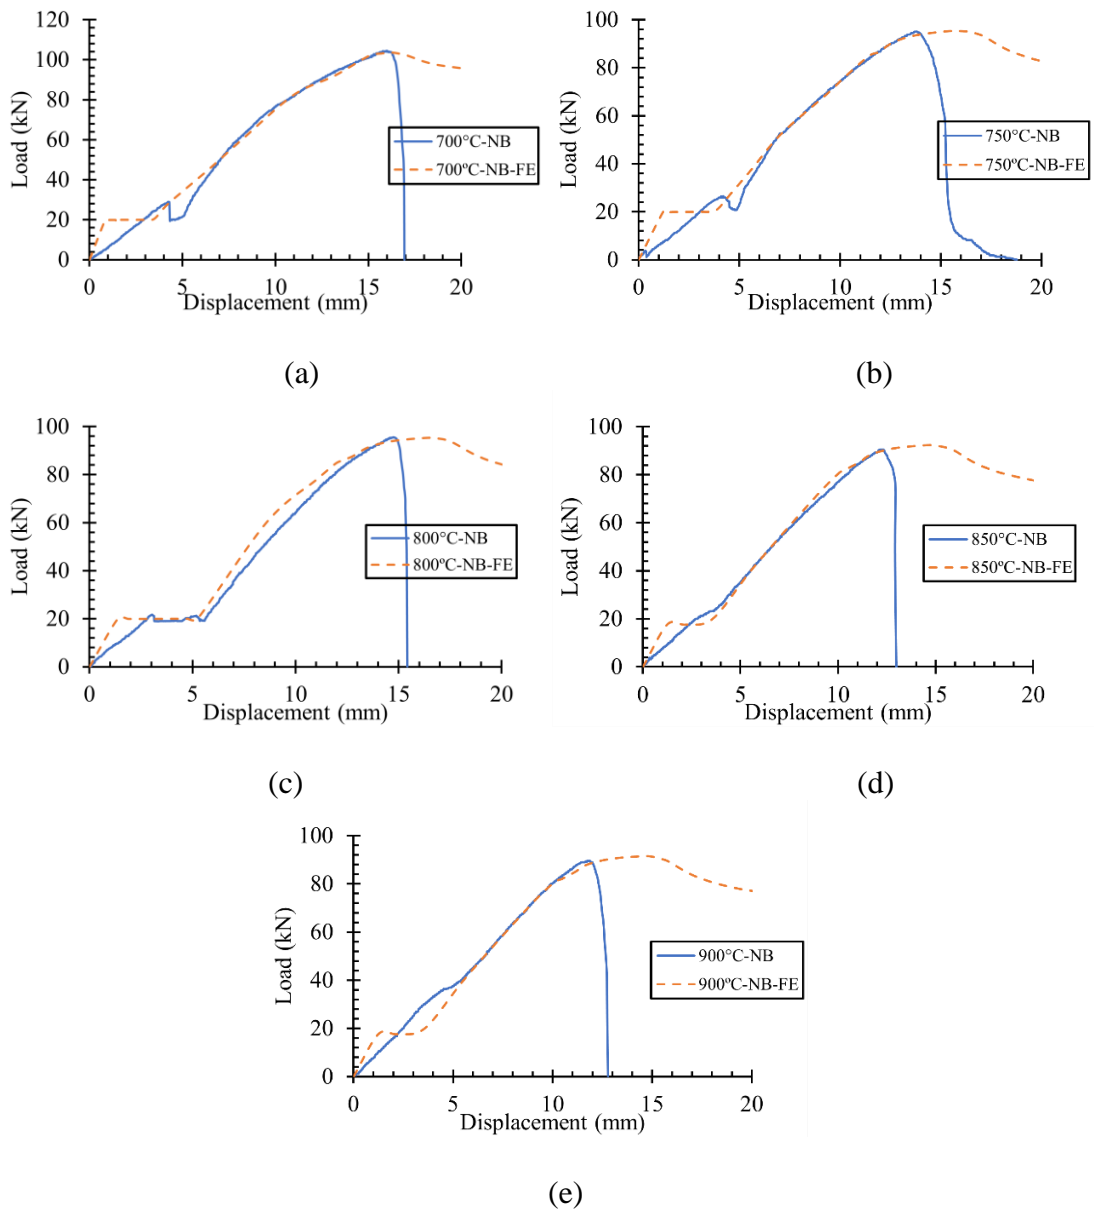 120
100
80
60
40
20
0
Load (kN)
0 5 10 15 20
Displacement (mm)
700°C-NB
700ºC-NB-FE
(a)
100
80
60
40
20
0
Load (kN)
0 5 10 15 20
Displacement (mm)
750°C-NB
750ºC-NB-FE
(b)
100
80
60
40
20
0
Load (kN)
0 5 10 15 20
Displacement (mm)
800°C-NB
800ºC-NB-FE
(c)
100
80
60
40
20
0
Load (kN)
0 5 10 15 20
Displacement (mm)
850°C-NB
850ºC-NB-FE
(d)
100
80
60
40
20
0
Load (kN)
0 5 10 15 20
Displacement (mm)
900°C-NB
900ºC-NB-FE
(e)